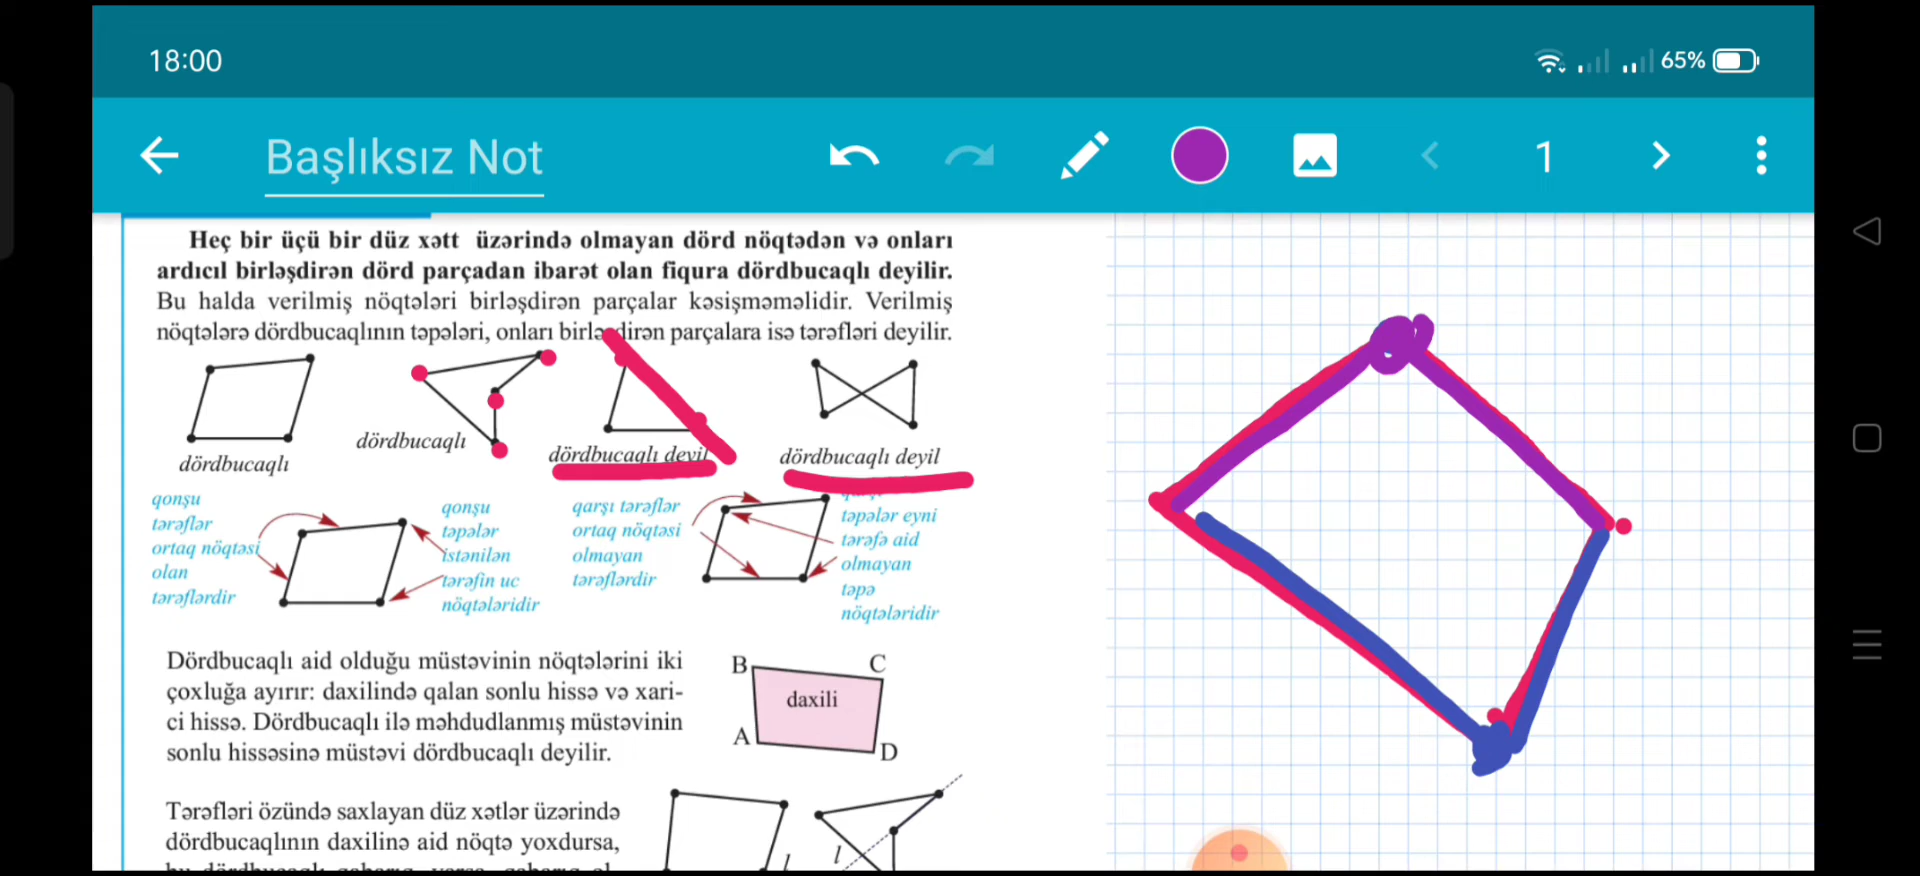 18:00
65%
Başlıksız Not
1
Heç bir üçü bir düz xətt üzərində olmayan dörd nöqtədən və onları
ardıcıl birləşdirən dörd parçadan ibarət olan fiqura dördbucaqlı deyilir.
Bu halda verilmiş nöqtələri birləşdirən parçalar kəsişməməlidir. Verilmiş
nöqtələrə dördbucaqlının təpələri, onları birləşdirən parçalara isə tərəfləri deyilir.
dördbucaqlı
dördbucaqlı
dördbucaqlı deyil
dördbucaqlı deyil
qonşu
tərəflər
ortaq nöqtəsi
olan
tərəflərdir
qonşu
təpələr
istənilən
tərəfin uc
nöqtələridir
qarşı tərəflər
ortaq nöqtəsi
olmayan
tərəflərdir
təpələr eyni
tərəfə aid
olmayan
təpə
nöqtələridir
Dördbucaqlı aid olduğu müstəvinin nöqtələrini iki
çoxluğa ayırır: daxilində qalan sonlu hissə və xari-
ci hissə. Dördbucaqlı ilə məhdudlanmış müstəvinin
sonlu hissəsinə müstəvi dördbucaqlı deyilir.
B
C
daxili
A
D
Tərəfləri özündə saxlayan düz xətlər üzərində
dördbucaqlının daxilinə aid nöqtə yoxdursa,
l
l